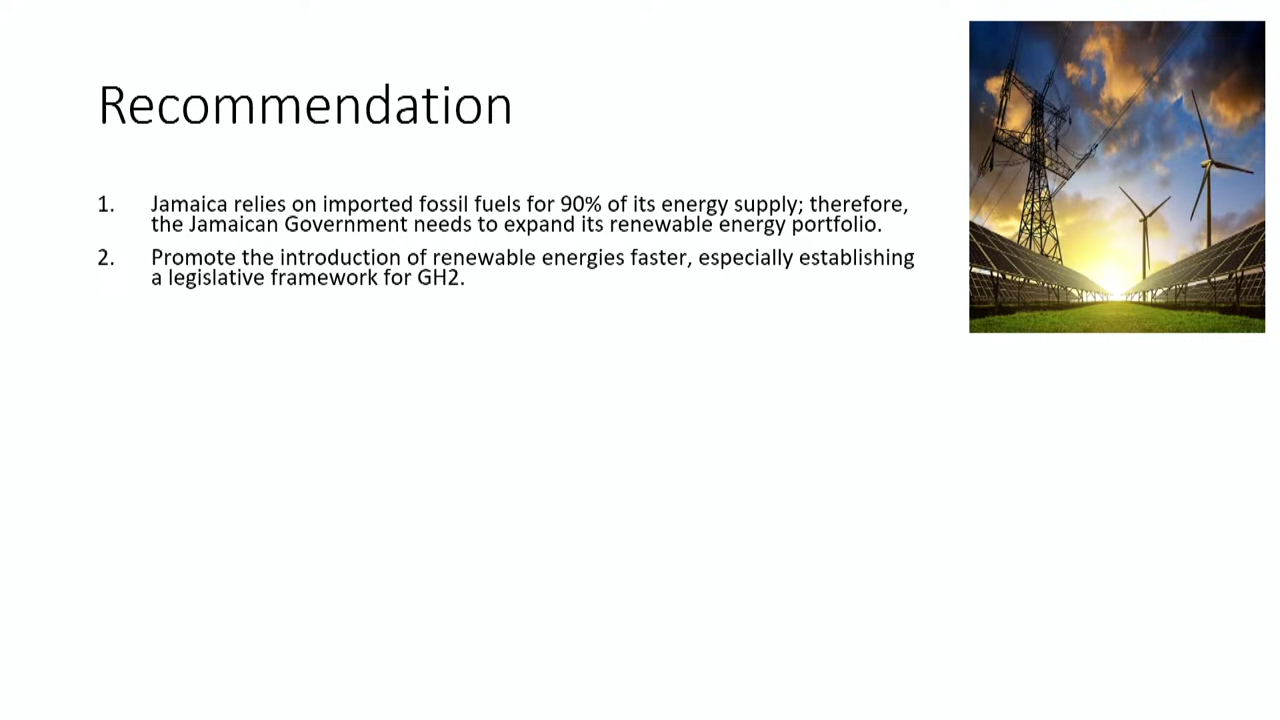 Recommendation
1. Jamaica relies on imported fossil fuels for 90% of its energy supply; therefore,
the Jamaican Government needs to expand its renewable energy portfolio.
2. Promote the introduction of renewable energies faster, especially establishing
a legislative framework for GH2.